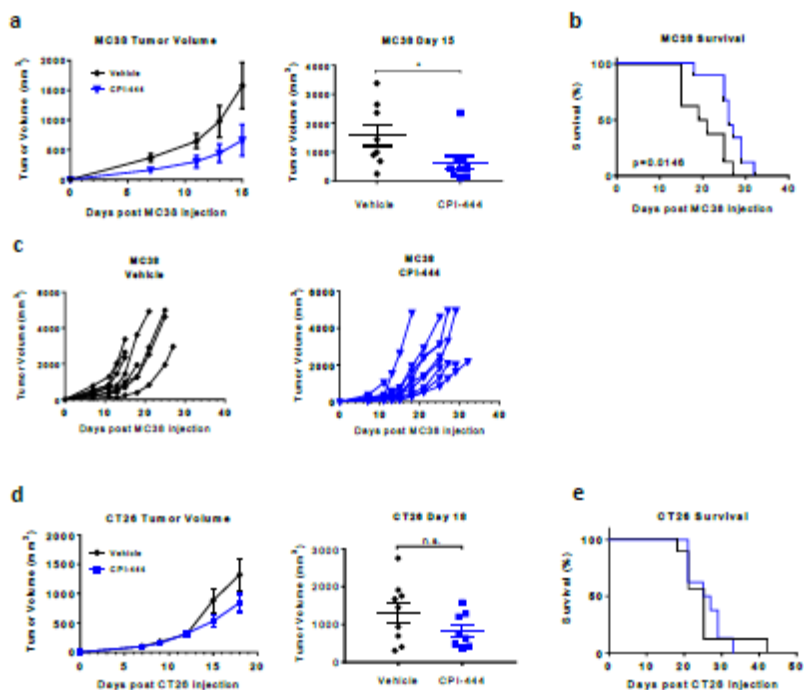 a
MC38 Tumor Volume
Tumor Volume (mm³)
2000
1500
1000
500
0
Vehicle
CPI-444
0 5 10 15
Days post MC38 injection
MC38 Day 15
Tumor Volume (mm³)
4000
3000
2000
1000
0
*
Vehicle CPI-444
b
MC38 Survival
Survival (%)
100
50
0
p=0.0146
0 10 20 30 40
Days post MC38 injection
c
MC38
Vehicle
Tumor Volume (mm³)
6000
4000
2000
0
0 10 20 30 40
Days post MC38 injection
MC38
CPI-444
Tumor Volume (mm³)
6000
4000
2000
0
0 10 20 30 40
Days post MC38 injection
d
CT26 Tumor Volume
Tumor Volume (mm³)
2000
1500
1000
500
0
Vehicle
CPI-444
0 5 10 15 20
Days post CT26 injection
CT26 Day 18
Tumor Volume (mm³)
3000
2000
1000
0
n.s.
Vehicle CPI-444
e
CT26 Survival
Survival (%)
100
50
0
0 10 20 30 40 50
Days post CT26 injection